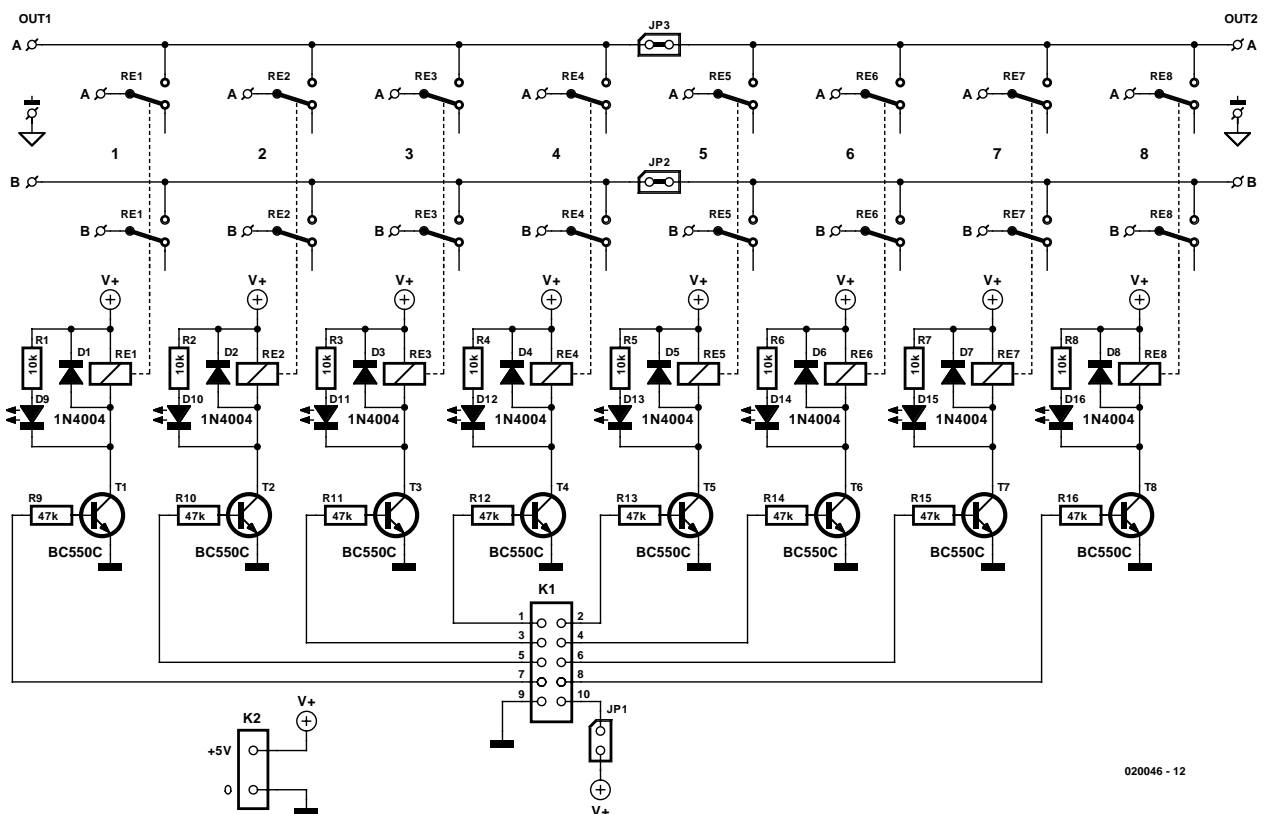 OUT1 JP3 OUT2
A A
RE1 RE2 RE3 RE4 RE5 RE6 RE7 RE8
A A A A A A A A
1 2 3 4 5 6 7 8
JP2
B B
RE1 RE2 RE3 RE4 RE5 RE6 RE7 RE8
B B B B B B B B
V+ V+ V+ V+ V+ V+ V+ V+
R1 R2 R3 R4 R5 R6 R7 R8
D1 RE1 D2 RE2 D3 RE3 D4 RE4 D5 RE5 D6 RE6 D7 RE7 D8 RE8
10k 10k 10k 10k 10k 10k 10k 10k
D9 D10 D11 D12 D13 D14 D15 D16
1N4004 1N4004 1N4004 1N4004 1N4004 1N4004 1N4004 1N4004
T1 T2 T3 T4 T5 T6 T7 T8
R9 R10 R11 R12 R13 R14 R15 R16
47k 47k 47k 47k 47k 47k 47k 47k
BC550C BC550C BC550C BC550C BC550C BC550C BC550C BC550C
K1
1 2
3 4
5 6
7 8
9 10
JP1
V+
K2
+5V
0
V+
020046 - 12